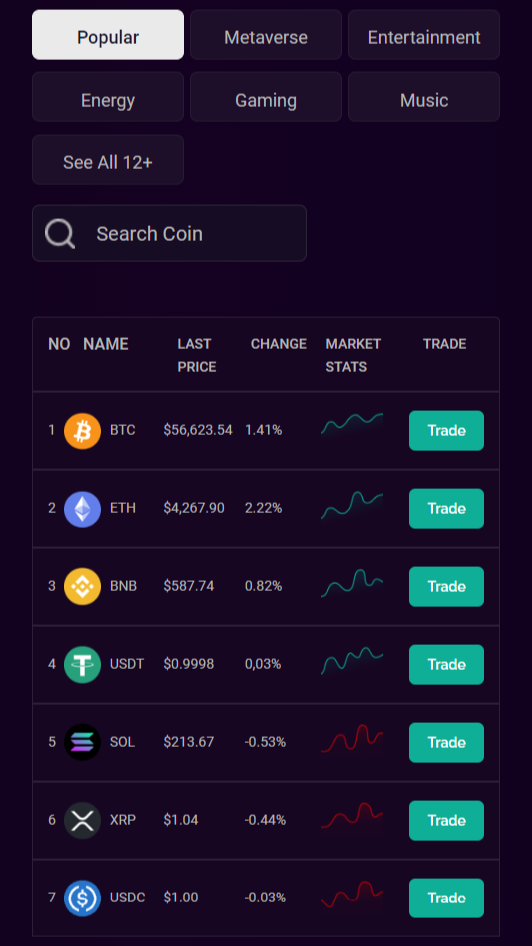 Popular Metaverse Entertainment
Energy Gaming Music
See All 12+
Search Coin
NO NAME LAST PRICE CHANGE MARKET STATS TRADE
1 BTC $56,623.54 1.41% Trade
2 ETH $4,267.90 2.22% Trade
3 BNB $587.74 0.82% Trade
4 USDT $0.9998 0,03% Trade
5 SOL $213.67 -0.53% Trade
6 XRP $1.04 -0.44% Trade
7 USDC $1.00 -0.03% Trade